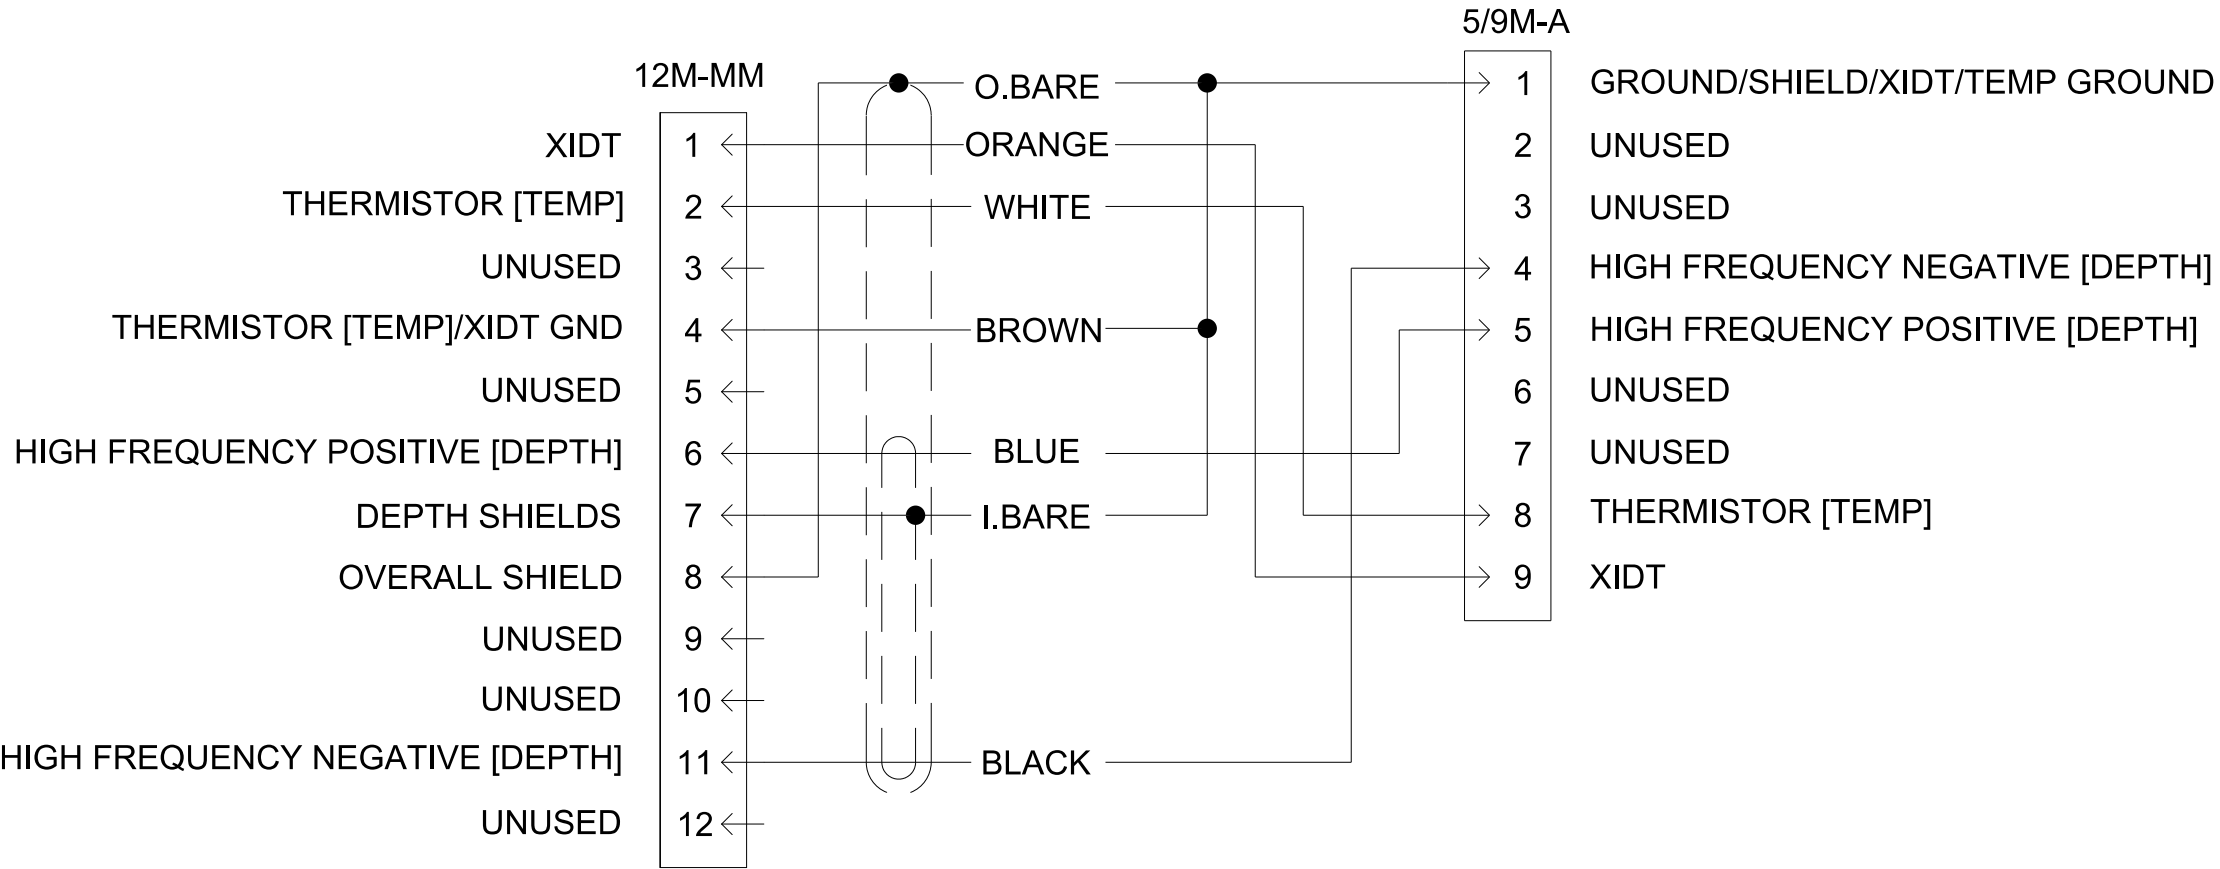 5/9M-A
12M-MM
O.BARE
1 GROUND/SHIELD/XIDT/TEMP GROUND
XIDT 1
ORANGE
2 UNUSED
THERMISTOR [TEMP] 2
WHITE
3 UNUSED
UNUSED 3
4 HIGH FREQUENCY NEGATIVE [DEPTH]
THERMISTOR [TEMP]/XIDT GND 4
BROWN
5 HIGH FREQUENCY POSITIVE [DEPTH]
UNUSED 5
6 UNUSED
HIGH FREQUENCY POSITIVE [DEPTH] 6
BLUE
7 UNUSED
DEPTH SHIELDS 7
I.BARE
8 THERMISTOR [TEMP]
OVERALL SHIELD 8
9 XIDT
UNUSED 9
UNUSED 10
HIGH FREQUENCY NEGATIVE [DEPTH] 11
BLACK
UNUSED 12